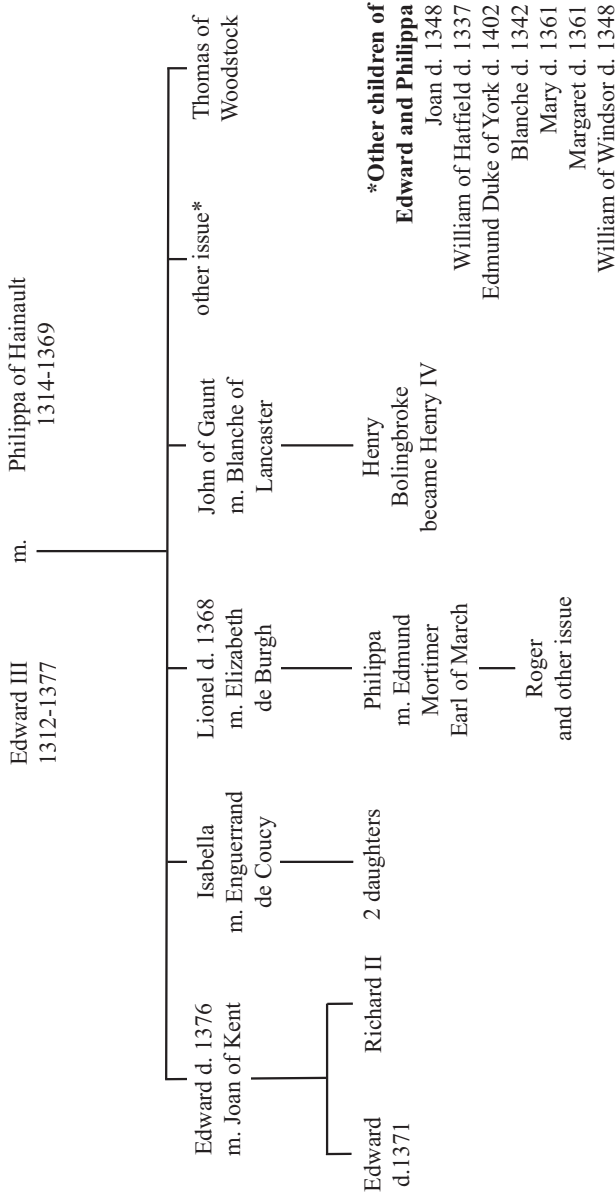 Edward III
1312-1377
m.
Philippa of Hainault
1314-1369
Edward d. 1376
m. Joan of Kent
Isabella
m. Enguerrand
de Coucy
Lionel d. 1368
m. Elizabeth
de Burgh
John of Gaunt
m. Blanche of
Lancaster
other issue*
Thomas of
Woodstock
Edward
d.1371
Richard II
2 daughters
Philippa
m. Edmund
Mortimer
Earl of March
Henry
Bolingbroke
became Henry IV
Roger
and other issue
*Other children of
Edward and Philippa
Joan d. 1348
William of Hatfield d. 1337
Edmund Duke of York d. 1402
Blanche d. 1342
Mary d. 1361
Margaret d. 1361
William of Windsor d. 1348